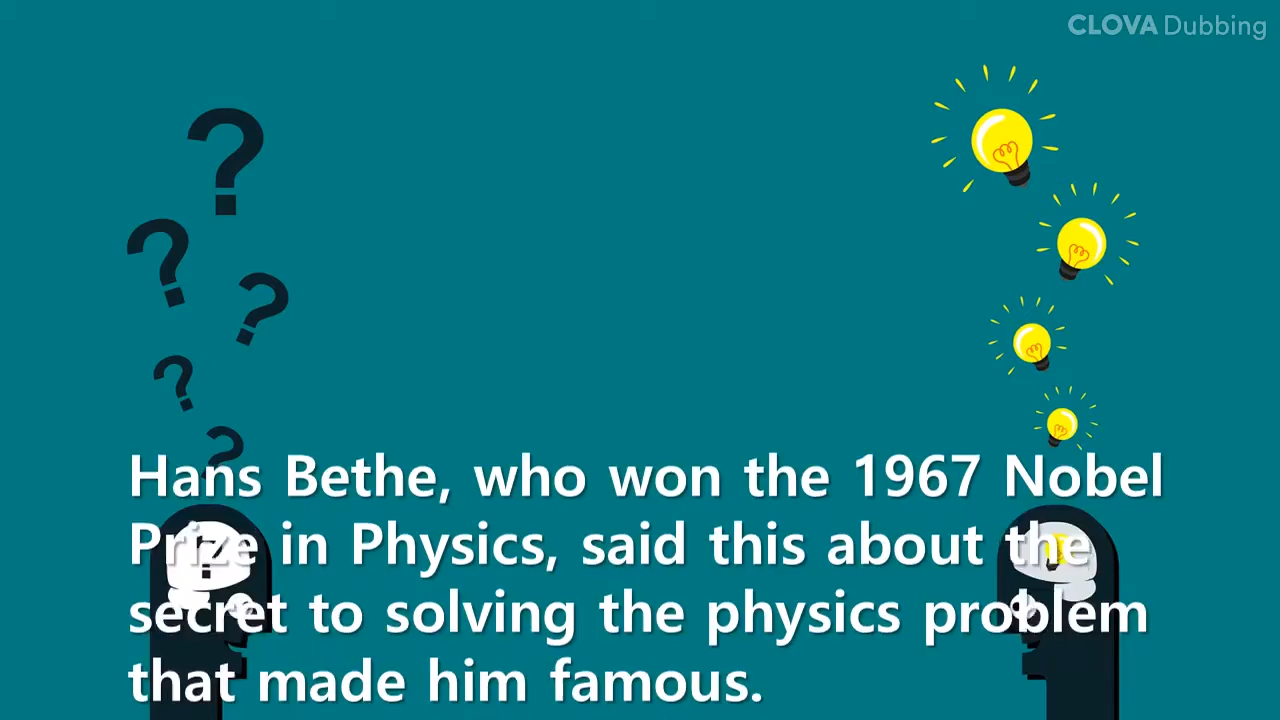 CLOVA Dubbing
Hans Bethe, who won the 1967 Nobel
Prize in Physics, said this about the
secret to solving the physics problem
that made him famous.